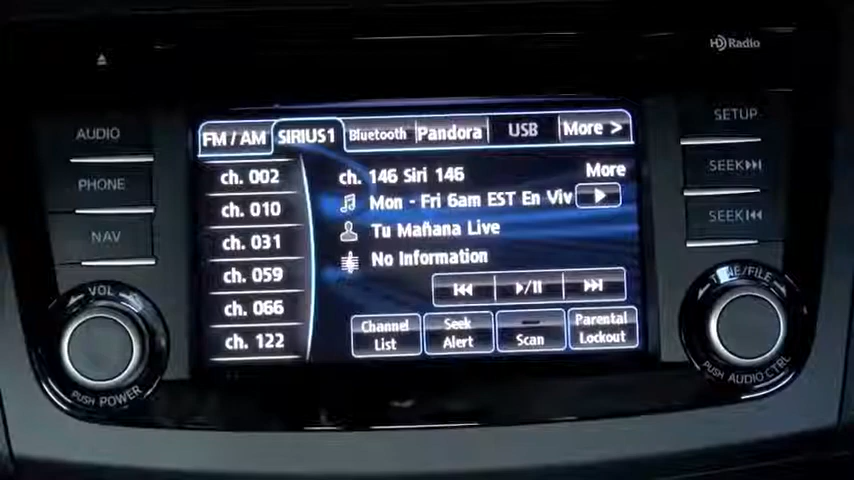 HD Radio
AUDIO
PHONE
NAV
VOL
PUSH POWER
FM / AM SIRIUS1 Bluetooth Pandora USB More >
ch. 002
ch. 010
ch. 031
ch. 059
ch. 066
ch. 122
ch. 146 Siri 146
More
Mon - Fri 6am EST En Viv
Tu Mañana Live
No Information
Channel List
Seek Alert
Scan
Parental Lockout
SETUP
SEEK
SEEK
TUNE/FILE
PUSH AUDIO CTRL